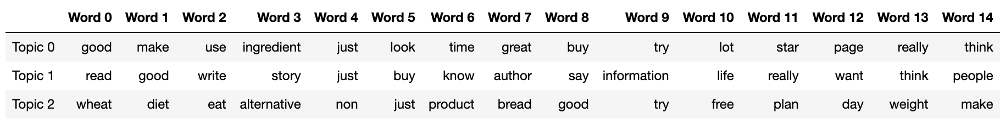 Word 0 Word 1 Word 2 Word 3 Word 4 Word 5 Word 6 Word 7 Word 8 Word 9 Word 10 Word 11 Word 12 Word 13 Word 14
Topic 0 good make use ingredient just look time great buy try lot star page really think
Topic 1 read good write story just buy know author say information life really want think people
Topic 2 wheat diet eat alternative non just product bread good try free plan day weight make